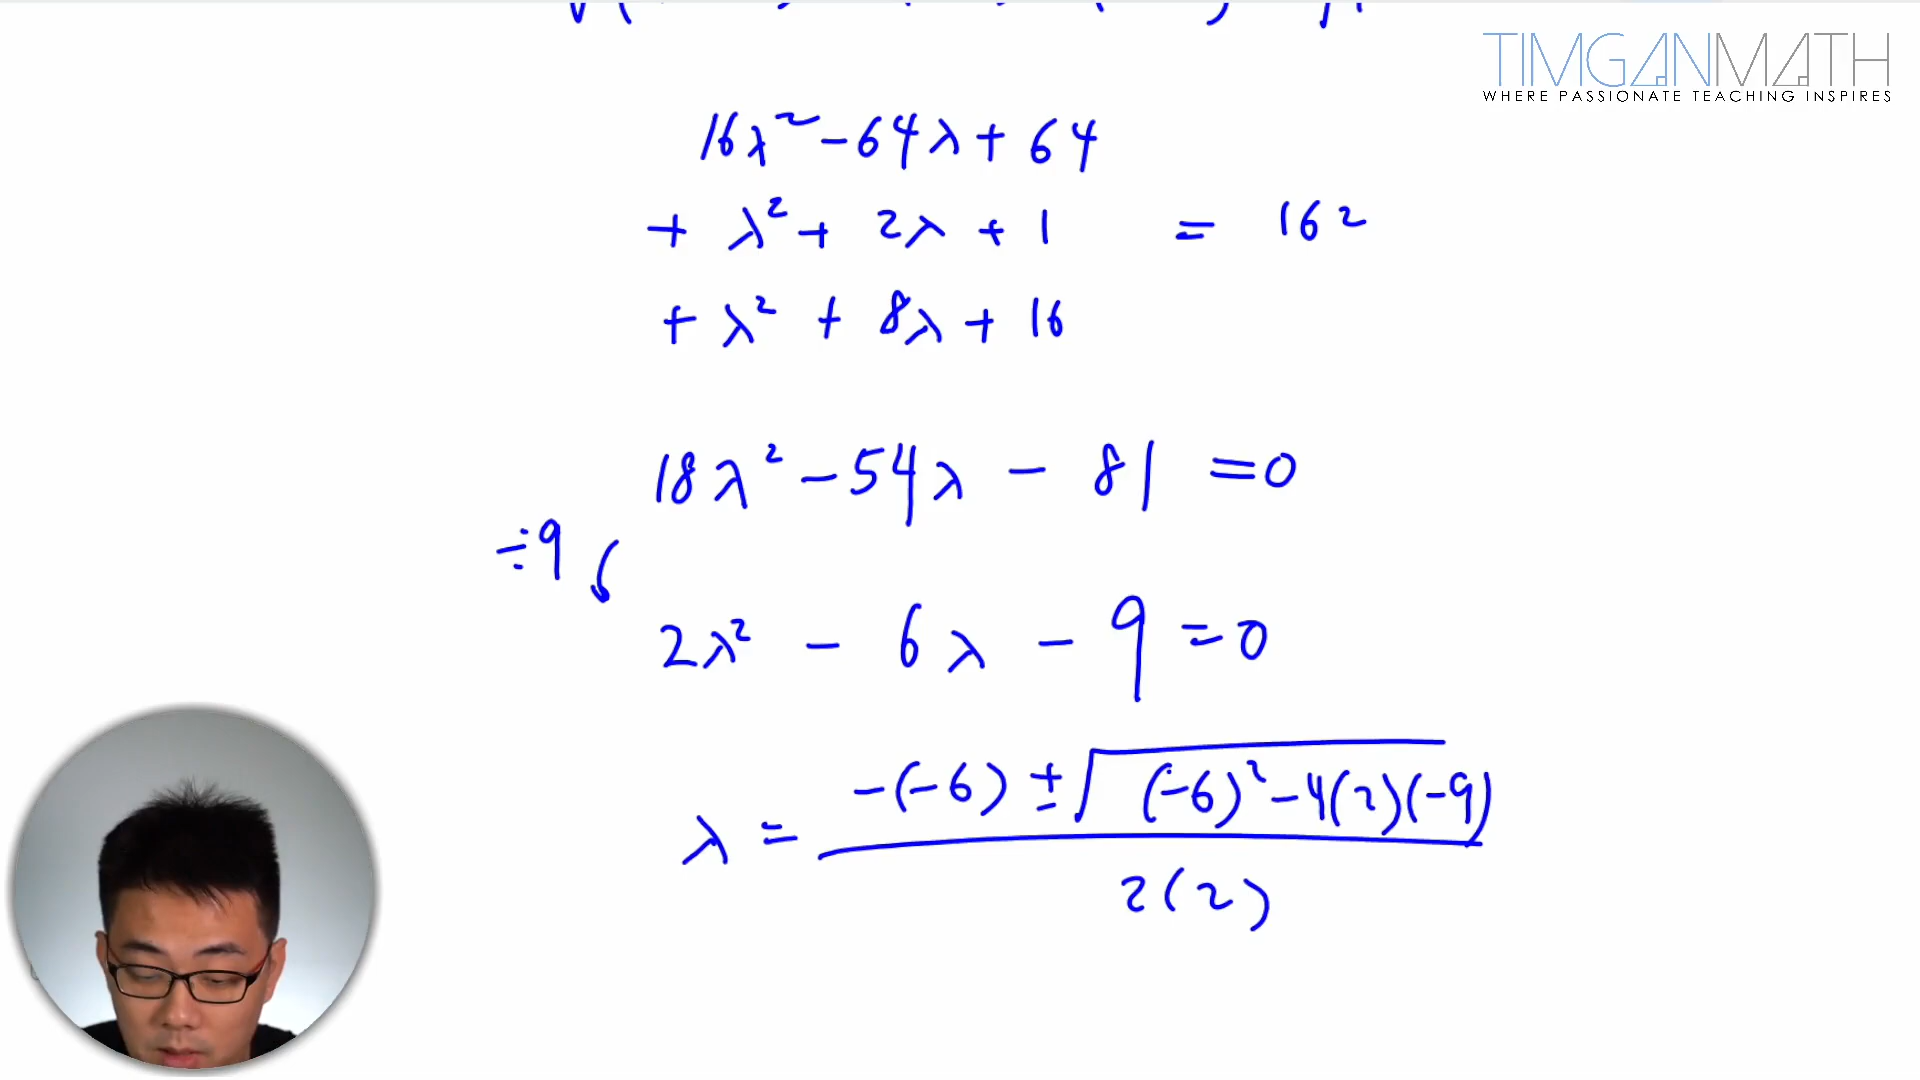 TIMGANMATH
WHERE PASSIONATE TEACHING INSPIRES
16λ² - 64λ + 64
+ λ² + 2λ + 1 = 162
+ λ² + 8λ + 16
18λ² - 54λ - 81 = 0
÷9
2λ² - 6λ - 9 = 0
λ = (-(-6) ± √((-6)² - 4(2)(-9))) / 2(2)